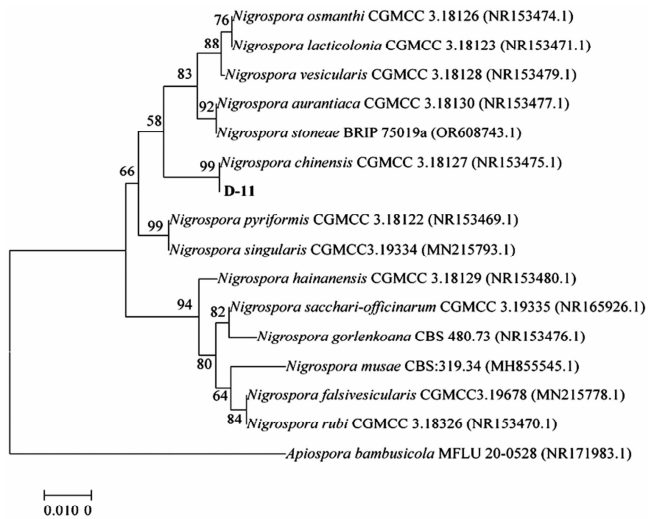 76 Nigrospora osmanthi CGMCC 3.18126 (NR153474.1)
Nigrospora lacticolonia CGMCC 3.18123 (NR153471.1)
88
Nigrospora vesicularis CGMCC 3.18128 (NR153479.1)
83
92 Nigrospora aurantiaca CGMCC 3.18130 (NR153477.1)
58
Nigrospora stoneae BRIP 75019a (OR608743.1)
99 Nigrospora chinensis CGMCC 3.18127 (NR153475.1)
66
D-11
Nigrospora pyriformis CGMCC 3.18122 (NR153469.1)
99
Nigrospora singularis CGMCC3.19334 (MN215793.1)
Nigrospora hainanensis CGMCC 3.18129 (NR153480.1)
94
82 Nigrospora sacchari-officinarum CGMCC 3.19335 (NR165926.1)
Nigrospora gorlenkoana CBS 480.73 (NR153476.1)
80
Nigrospora musae CBS:319.34 (MH855545.1)
64 Nigrospora falsivesicularis CGMCC3.19678 (MN215778.1)
84 Nigrospora rubi CGMCC 3.18326 (NR153470.1)
Apiospora bambusicola MFLU 20-0528 (NR171983.1)
0.010 0